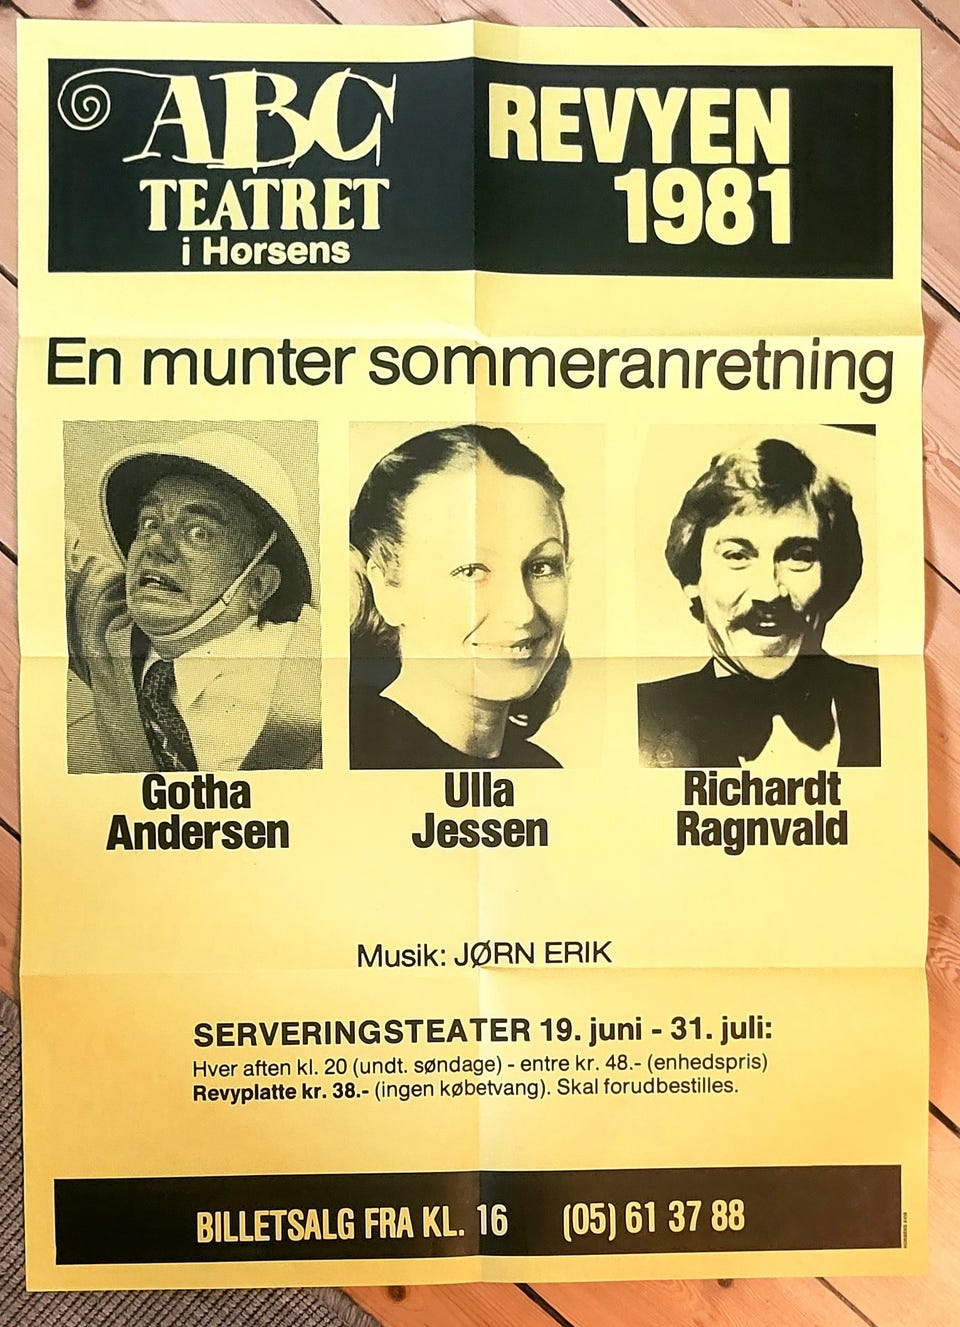 ABC
TEATRET
i Horsens
REVYEN
1981
En munter sommeranretning
Gotha
Andersen
Ulla
Jessen
Richardt
Ragnvald
Musik: JØRN ERIK
SERVERINGSTEATER 19. juni - 31. juli:
Hver aften kl. 20 (undt. søndage) - entre kr. 48.- (enhedspris)
Revyplatte kr. 38.- (ingen købetvang). Skal forudbestilles.
BILLETSALG FRA KL. 16 (05) 61 37 88